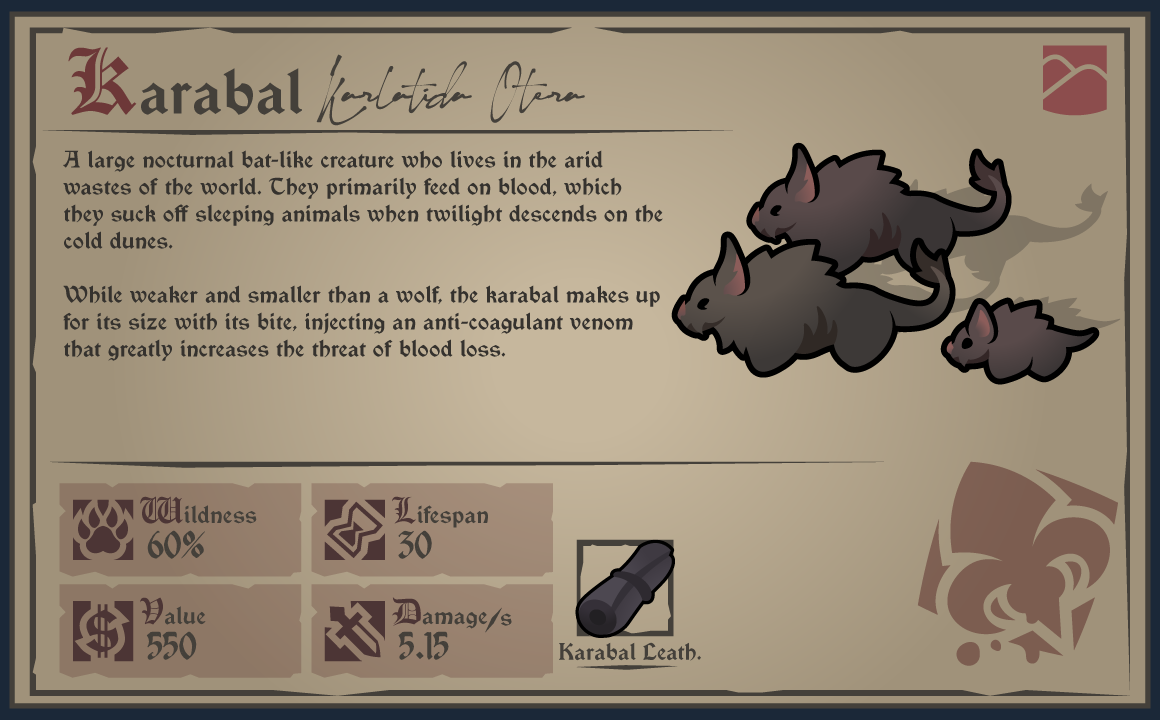 Karabal Karlatida Otera
A large nocturnal bat-like creature who lives in the arid
wastes of the world. They primarily feed on blood, which
they suck off sleeping animals when twilight descends on the
cold dunes.
While weaker and smaller than a wolf, the karabal makes up
for its size with its bite, injecting an anti-coagulant venom
that greatly increases the threat of blood loss.
Wildness
60%
Lifespan
30
Value
550
Damage/s
5.15
Karabal Leath.